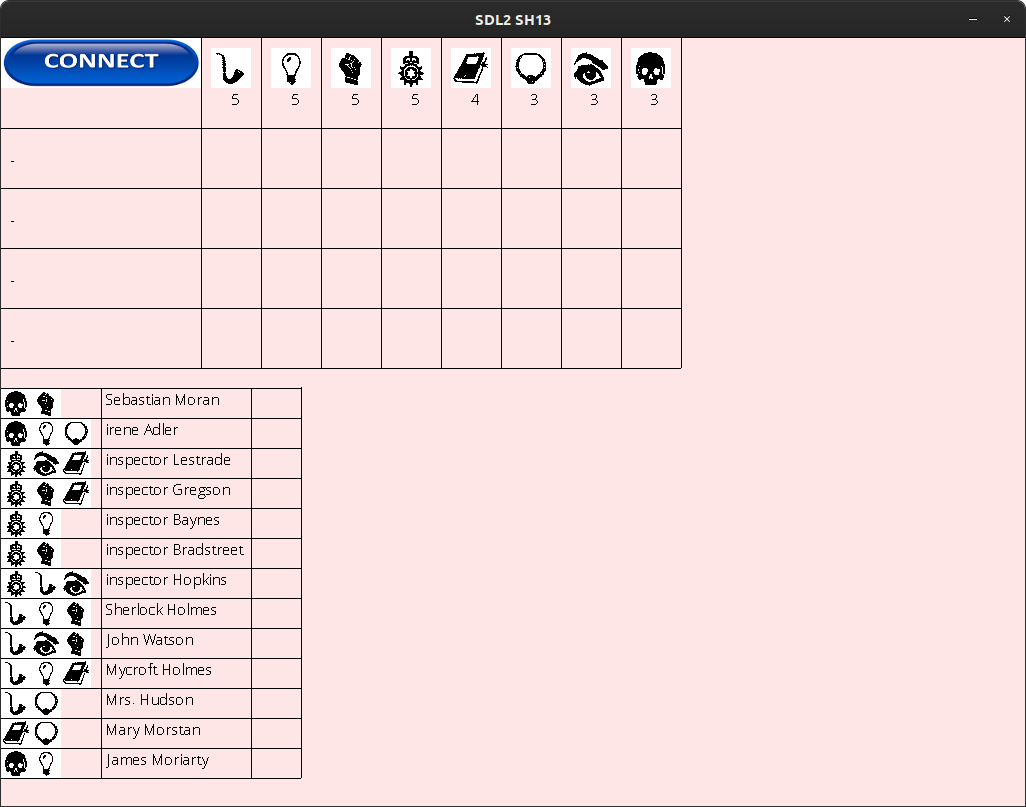 SDL2 SH13
CONNECT
5 5 5 5 4 3 3 3
-
-
-
-
Sebastian Moran
irene Adler
inspector Lestrade
inspector Gregson
inspector Baynes
inspector Bradstreet
inspector Hopkins
Sherlock Holmes
John Watson
Mycroft Holmes
Mrs. Hudson
Mary Morstan
James Moriarty